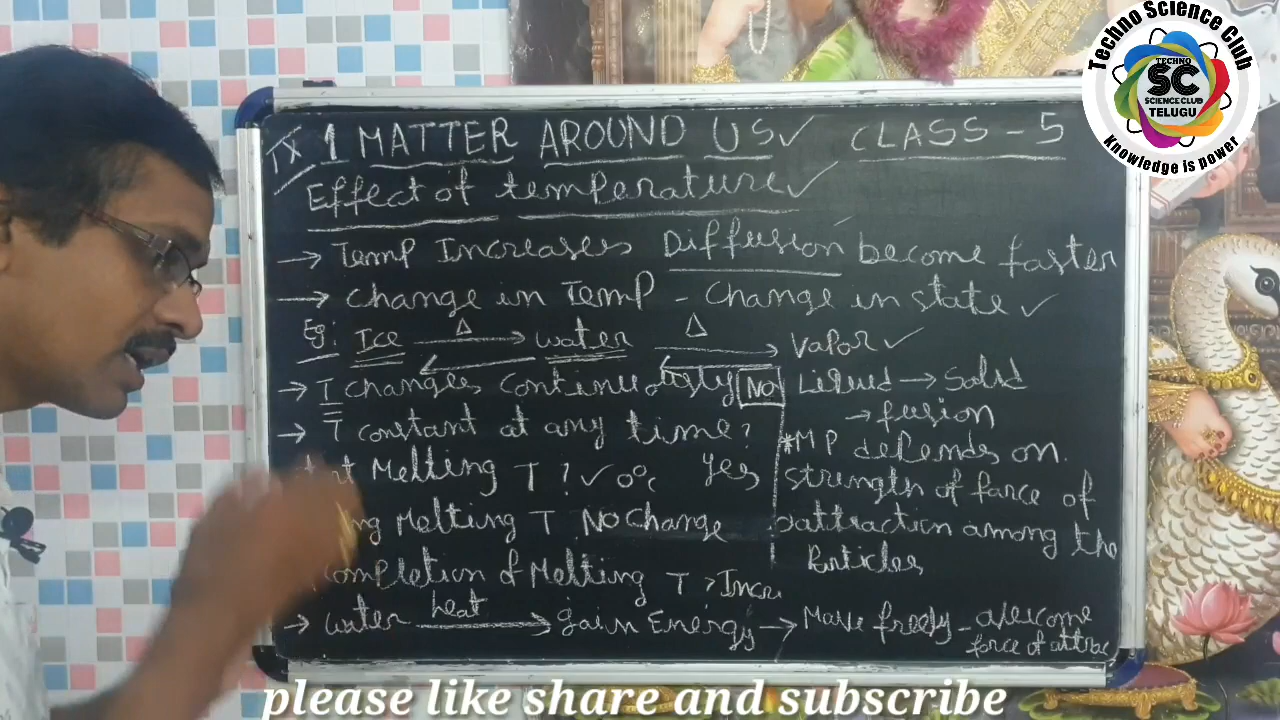 IX 1 MATTER AROUND US✓ CLASS - 5
Effect of temperature ✓
→ Temp Increases Diffusion become faster
→ Change in Temp - Change in state ✓
Eg: Ice Δ→ water Δ→ Vapor ✓
→ T changes continuously NO
→ T constant at any time?
Melting T ! ✓ 0°c Yes
Melting T No Change
Completion of Melting T > Incr
→ water heat→ gain Energy → Move freely - overcome force of attrac
Liquid → Solid
→ fusion
*MP depends on.
strength of farce of
attraction among the
Particles
Techno Science Club
TECHNO
SC
SCIENCE CLUB
TELUGU
Knowledge is power
please like share and subscribe